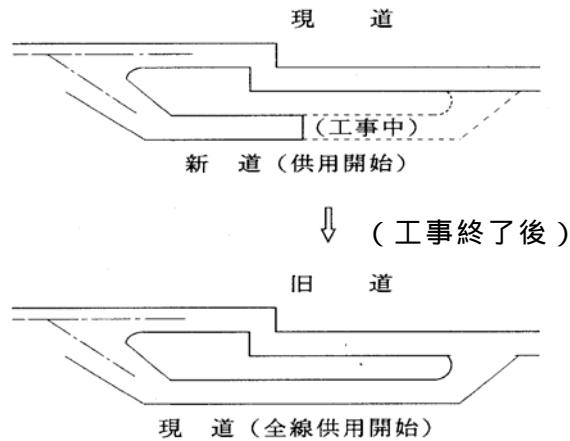 現 道
(工事中)
新 道(供用開始)
(工事終了後)
旧 道
現 道(全線供用開始)